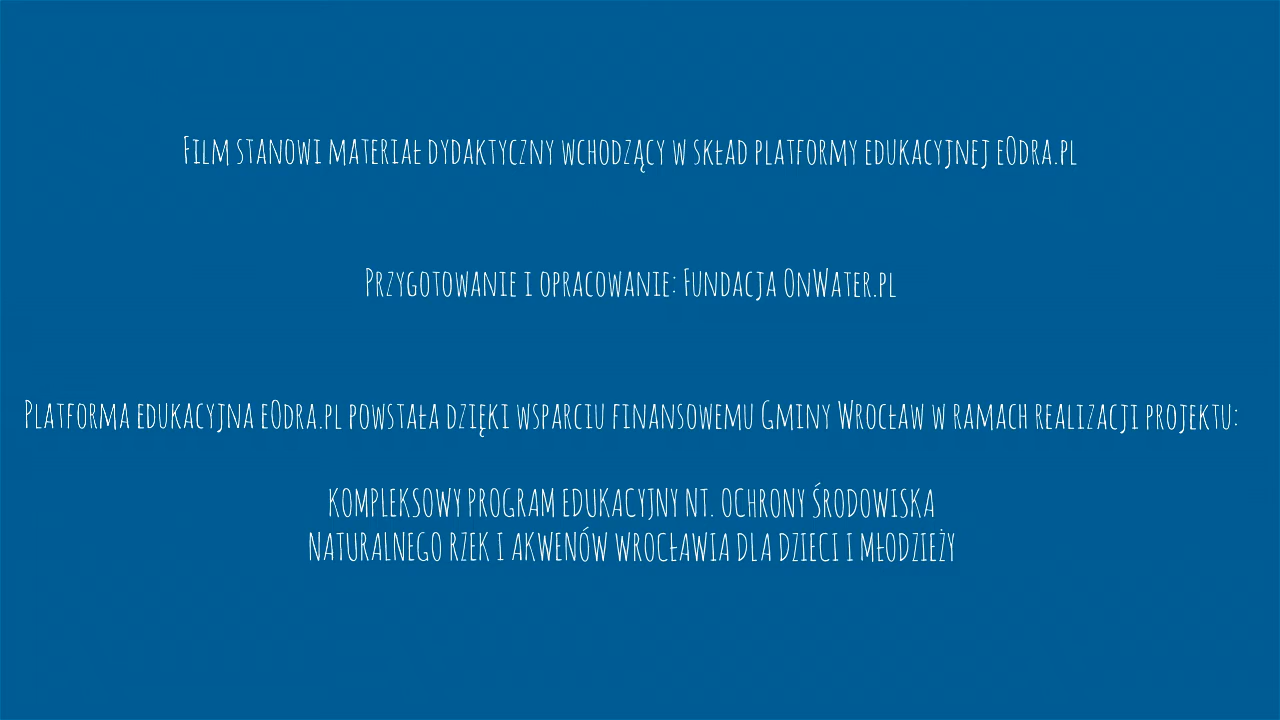 Film stanowi materiał dydaktyczny wchodzący w skład platformy edukacyjnej eOdra.pl
Przygotowanie i opracowanie: Fundacja OnWater.pl
Platforma edukacyjna eOdra.pl powstała dzięki wsparciu finansowemu Gminy Wrocław w ramach realizacji projektu:
KOMPLEKSOWY PROGRAM EDUKACYJNY NT. OCHRONY ŚRODOWISKA
NATURALNEGO RZEK I AKWENÓW WROCŁAWIA DLA DZIECI I MŁODZIEŻY